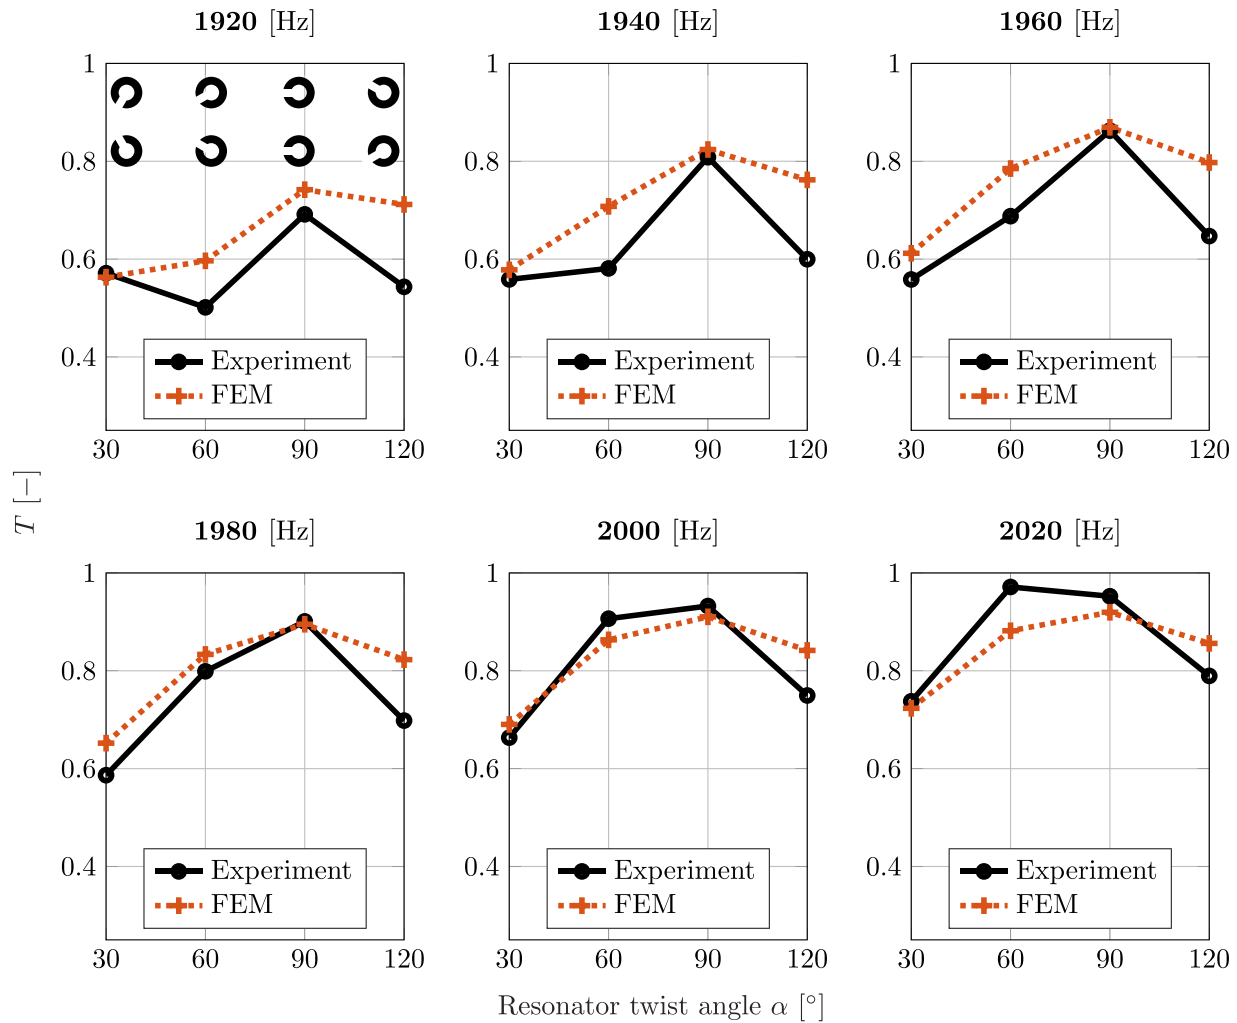 1920 [Hz]
1
0.8
0.6
0.4
30 60 90 120
Experiment
FEM
1940 [Hz]
1
0.8
0.6
0.4
30 60 90 120
Experiment
FEM
1960 [Hz]
1
0.8
0.6
0.4
30 60 90 120
Experiment
FEM
T [−]
1980 [Hz]
1
0.8
0.6
0.4
30 60 90 120
Experiment
FEM
2000 [Hz]
1
0.8
0.6
0.4
30 60 90 120
Experiment
FEM
2020 [Hz]
1
0.8
0.6
0.4
30 60 90 120
Experiment
FEM
Resonator twist angle α [°]